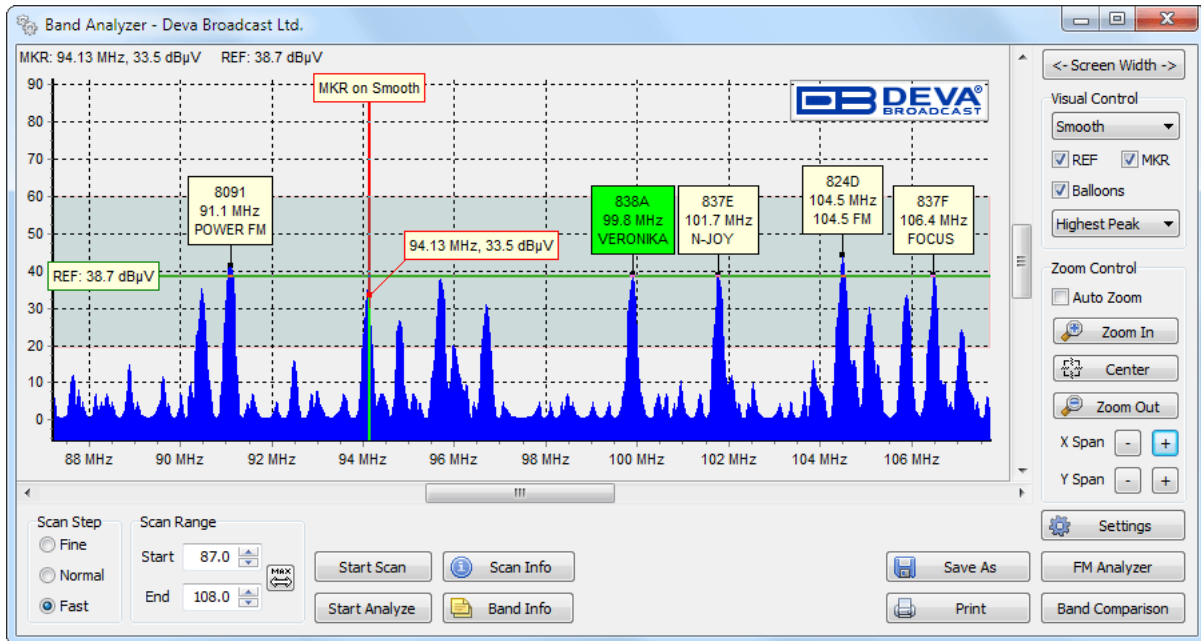 Band Analyzer - Deva Broadcast Ltd.
MKR: 94.13 MHz, 33.5 dBµV REF: 38.7 dBµV
90
80
70
60
50
40
30
20
10
0
MKR on Smooth
DB DEVA®
BROADCAST
8091
91.1 MHz
POWER FM
838A
99.8 MHz
VERONIKA
837E
101.7 MHz
N-JOY
824D
104.5 MHz
104.5 FM
837F
106.4 MHz
FOCUS
94.13 MHz, 33.5 dBµV
REF: 38.7 dBµV
88 MHz 90 MHz 92 MHz 94 MHz 96 MHz 98 MHz 100 MHz 102 MHz 104 MHz 106 MHz
<- Screen Width ->
Visual Control
Smooth
REF MKR
Balloons
Highest Peak
Zoom Control
Auto Zoom
Zoom In
Center
Zoom Out
X Span - +
Y Span - +
Scan Step
Fine
Normal
Fast
Scan Range
Start 87.0
End 108.0
MAX
Start Scan
Scan Info
Start Analyze
Band Info
Save As
Print
Settings
FM Analyzer
Band Comparison